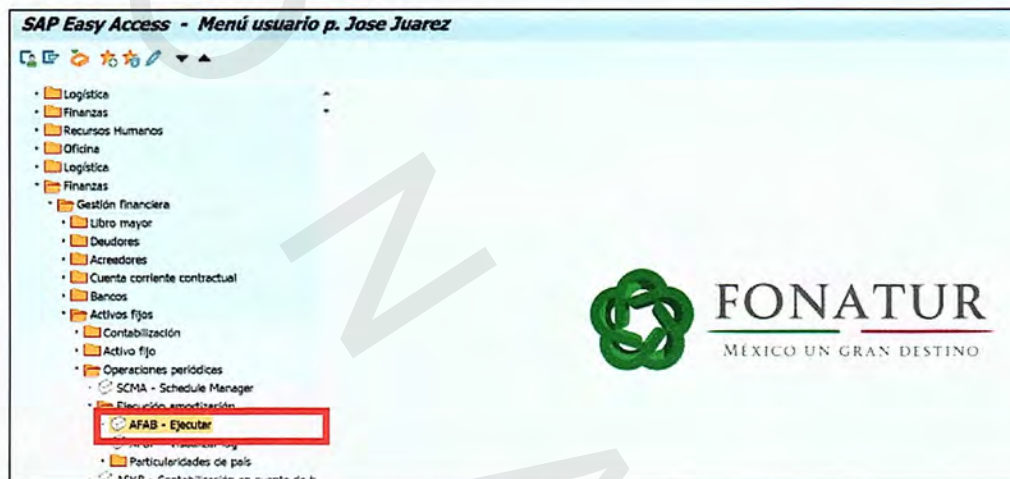 SAP Easy Access - Menú usuario p. Jose Juarez
Logística
Finanzas
Recursos Humanos
Oficina
Logística
Finanzas
Gestión financiera
Libro mayor
Deudores
Acreedores
Cuenta corriente contractual
Bancos
Activos fijos
Contabilización
Activo fijo
Operaciones periódicas
SCMA - Schedule Manager
Ejecución amortización
AFAB - Ejecutar
Particularidades de país
FONATUR
MÉXICO UN GRAN DESTINO